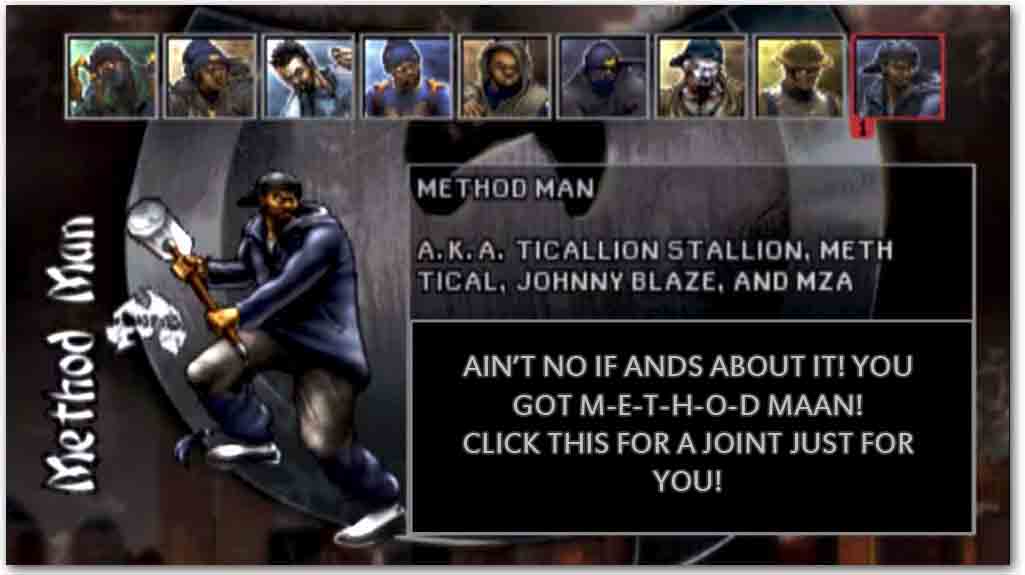 1
METHOD MAN
A.K.A. TICALLION STALLION, METH
TICAL, JOHNNY BLAZE, AND MZA
Method Man
AIN'T NO IF ANDS ABOUT IT! YOU
GOT M-E-T-H-O-D MAAN!
CLICK THIS FOR A JOINT JUST FOR
YOU!